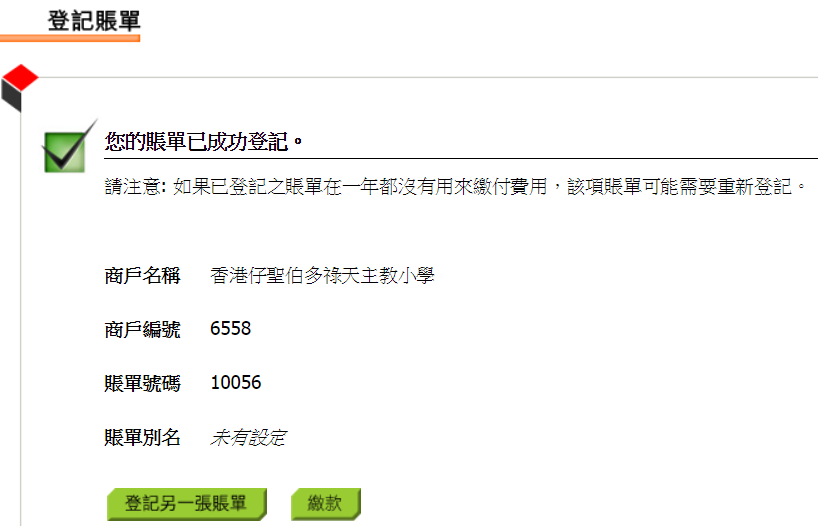 登記賬單
您的賬單已成功登記。
請注意: 如果已登記之賬單在一年都沒有用來繳付費用，該項賬單可能需要重新登記。
商戶名稱 香港仔聖伯多祿天主教小學
商戶編號 6558
賬單號碼 10056
賬單別名 未有設定
登記另一張賬單 繳款